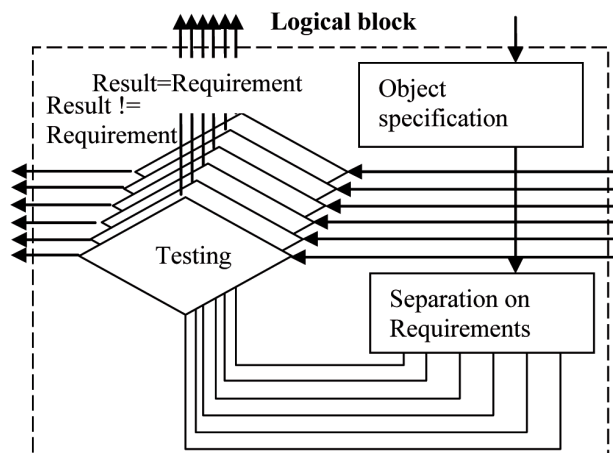 Logical block
Result=Requirement
Result !=
Requirement
Object
specification
Testing
Separation on
Requirements